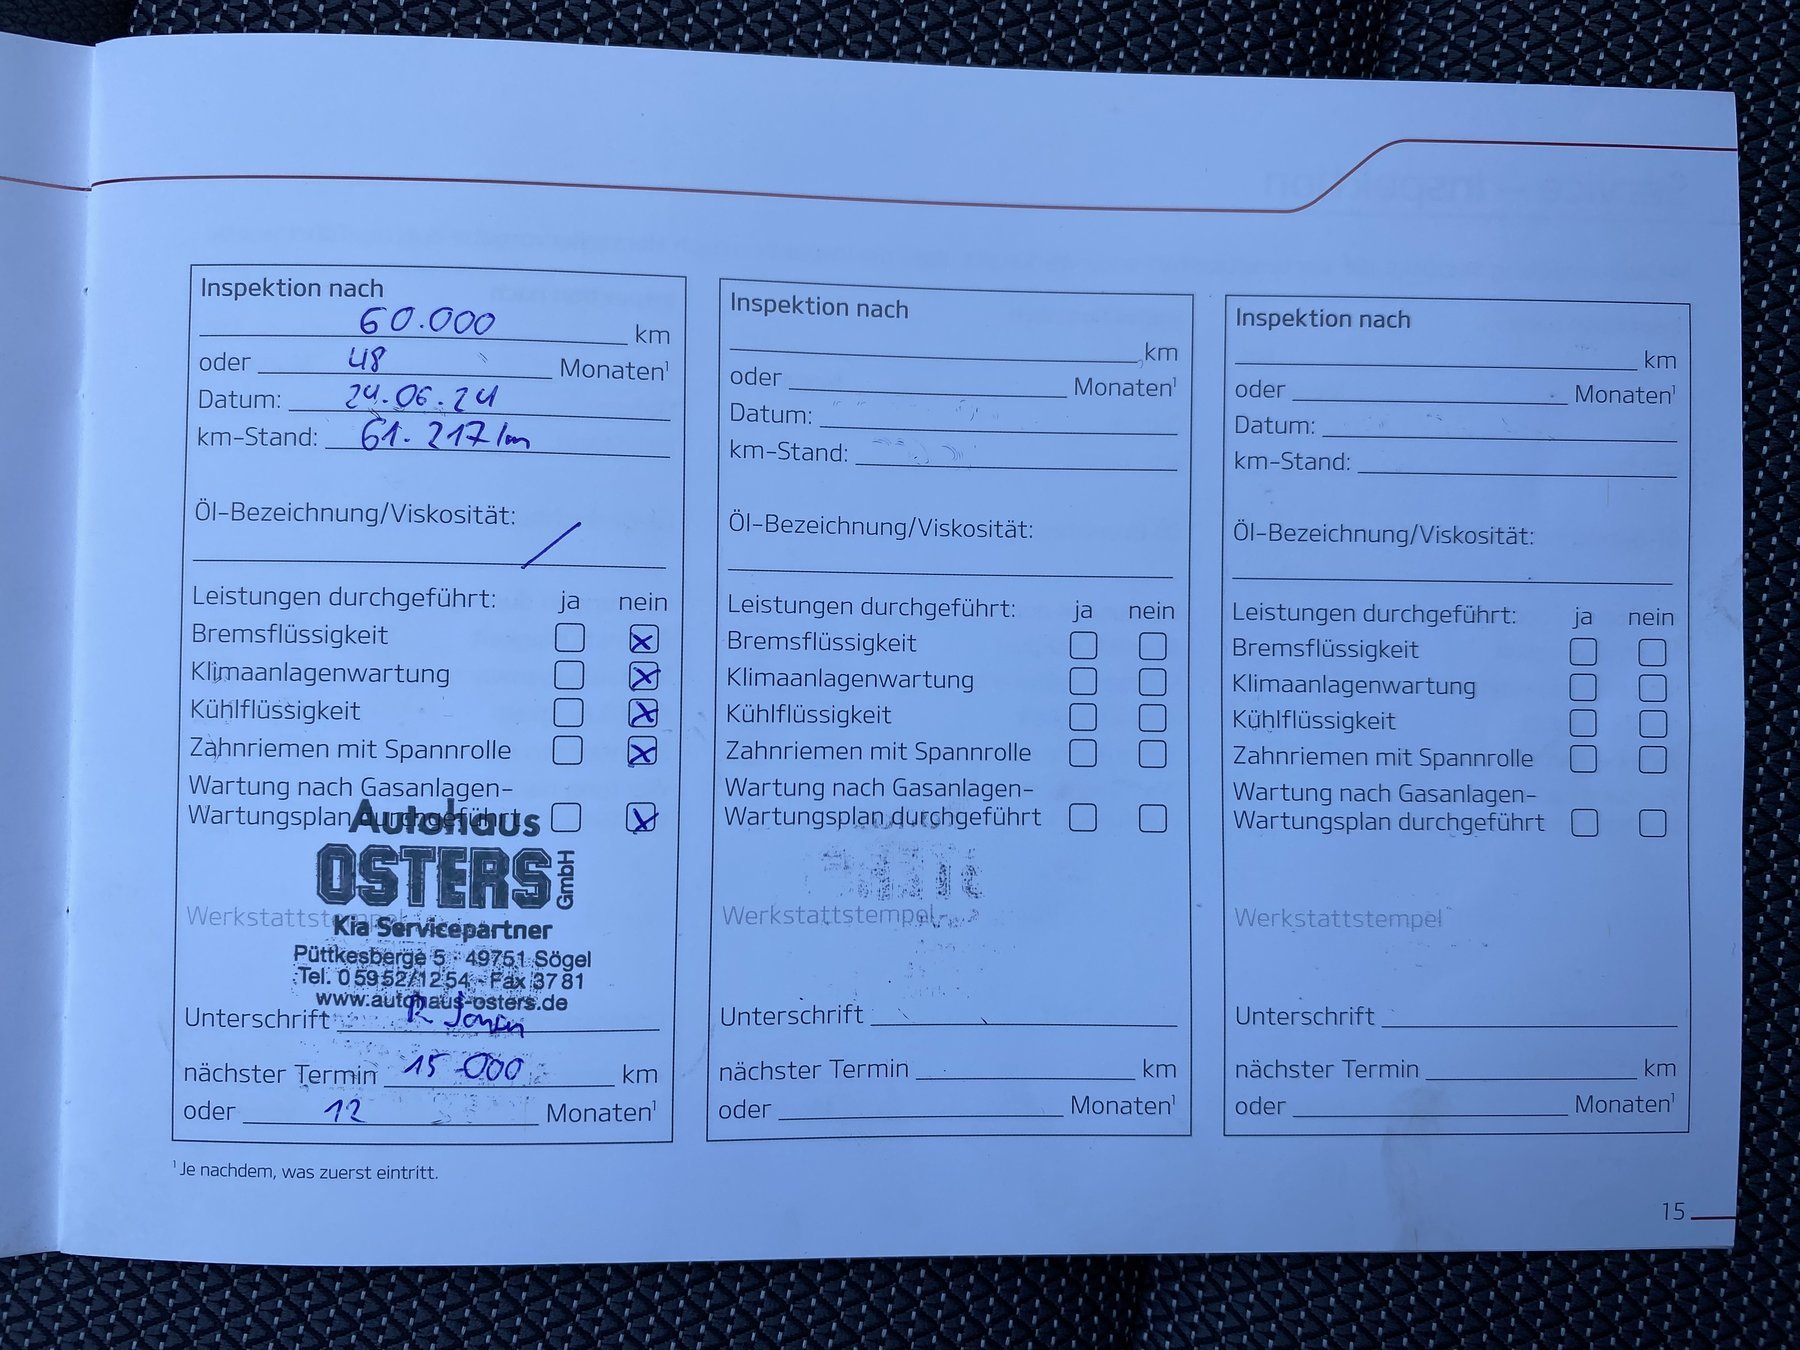 Inspektion nach
60.000 km
oder 48 Monaten¹
Datum: 24.06.24
km-Stand: 61.217 km
Öl-Bezeichnung/Viskosität:
/
Leistungen durchgeführt: ja nein
Bremsflüssigkeit x
Klimaanlagenwartung x
Kühlflüssigkeit x
Zahnriemen mit Spannrolle x
Wartung nach Gasanlagen-
Wartungsplan durchgeführt x
Autohaus
OSTERS GmbH
Werkstattstempel
Kia Servicepartner
Püttkesberge 5 · 49751 Sögel
Tel. 05952/1254 · Fax 3781
www.autohaus-osters.de
Unterschrift
nächster Termin 15.000 km
oder 12 Monaten¹
Inspektion nach
km
oder Monaten¹
Datum:
km-Stand:
Öl-Bezeichnung/Viskosität:
Leistungen durchgeführt: ja nein
Bremsflüssigkeit
Klimaanlagenwartung
Kühlflüssigkeit
Zahnriemen mit Spannrolle
Wartung nach Gasanlagen-
Wartungsplan durchgeführt
Werkstattstempel
Unterschrift
nächster Termin km
oder Monaten¹
Inspektion nach
km
oder Monaten¹
Datum:
km-Stand:
Öl-Bezeichnung/Viskosität:
Leistungen durchgeführt: ja nein
Bremsflüssigkeit
Klimaanlagenwartung
Kühlflüssigkeit
Zahnriemen mit Spannrolle
Wartung nach Gasanlagen-
Wartungsplan durchgeführt
Werkstattstempel
Unterschrift
nächster Termin km
oder Monaten¹
¹ Je nachdem, was zuerst eintritt.
15